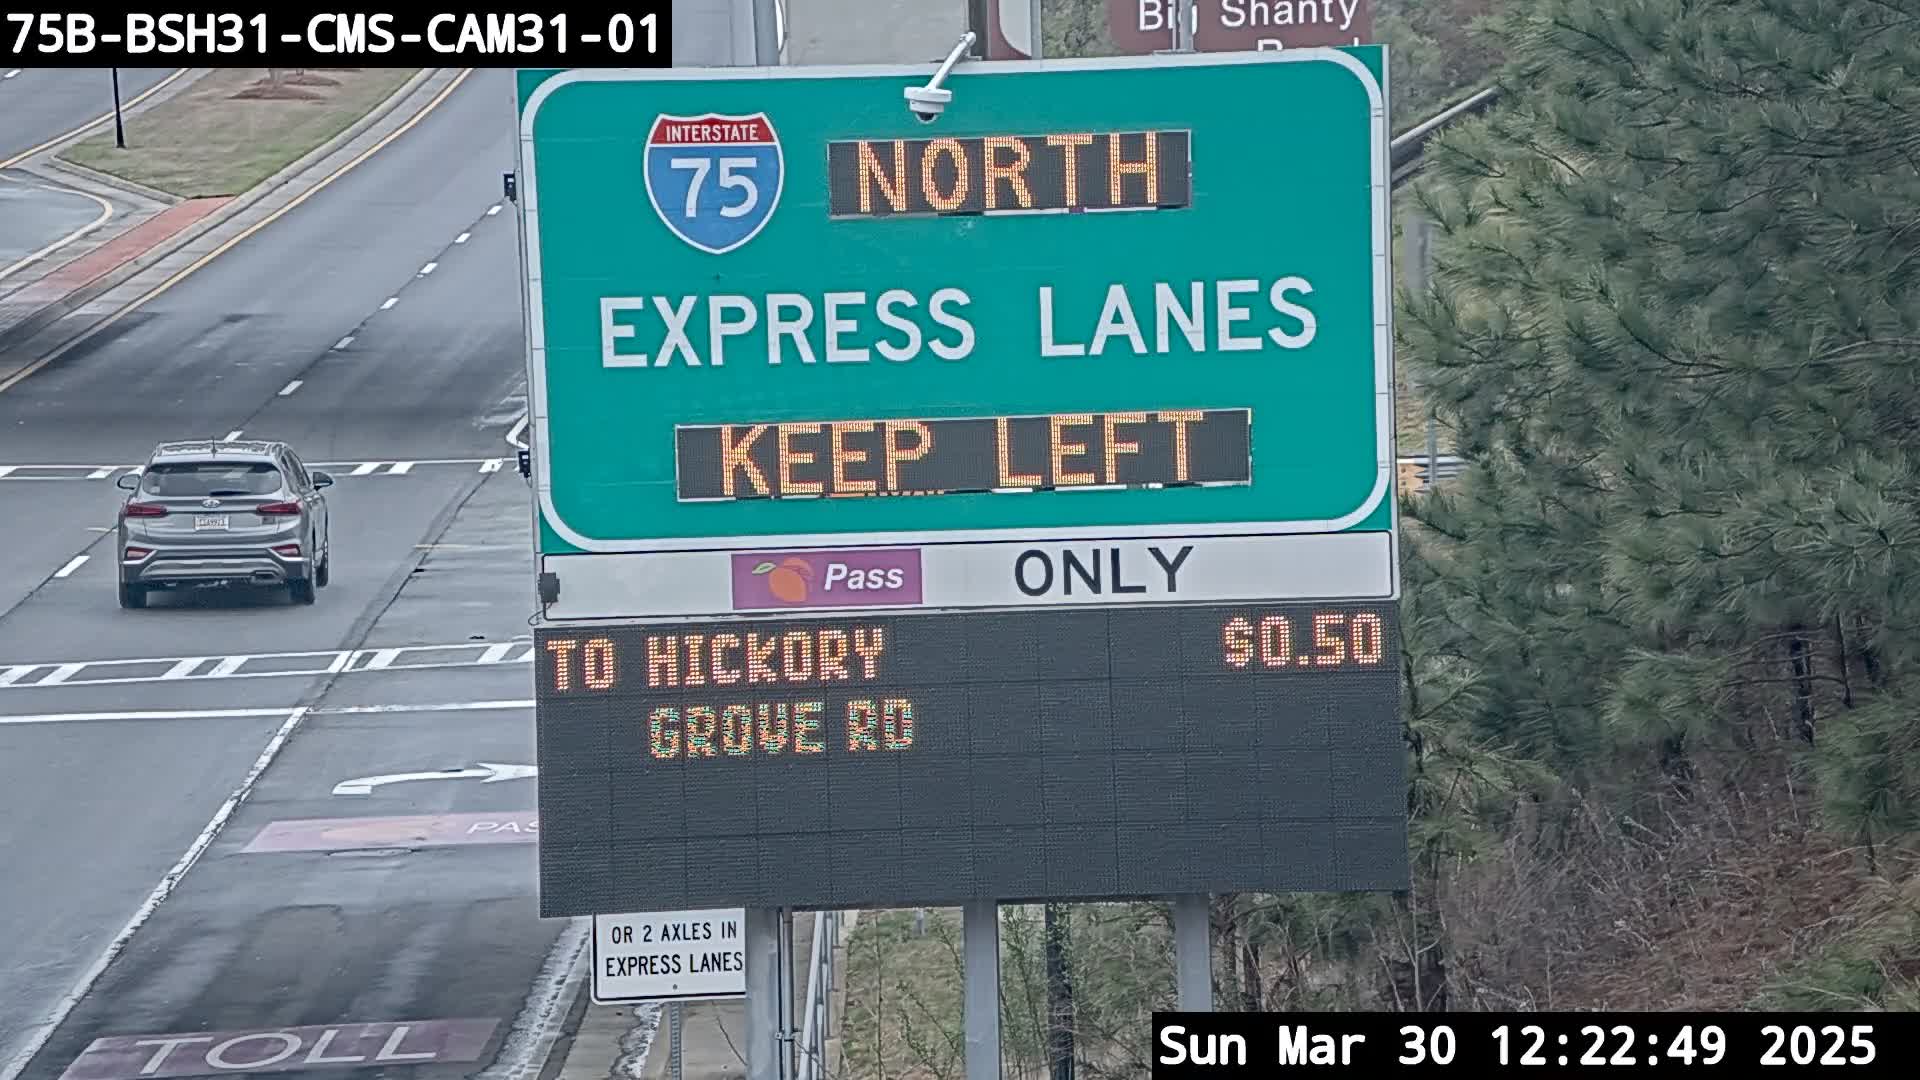 75B-BSH31-CMS-CAM31-01
Big Shanty
INTERSTATE
75
NORTH
EXPRESS LANES
KEEP LEFT
Pass
ONLY
TO HICKORY $0.50
GROVE RD
OR 2 AXLES IN
EXPRESS LANES
TOLL
Sun Mar 30 12:22:49 2025